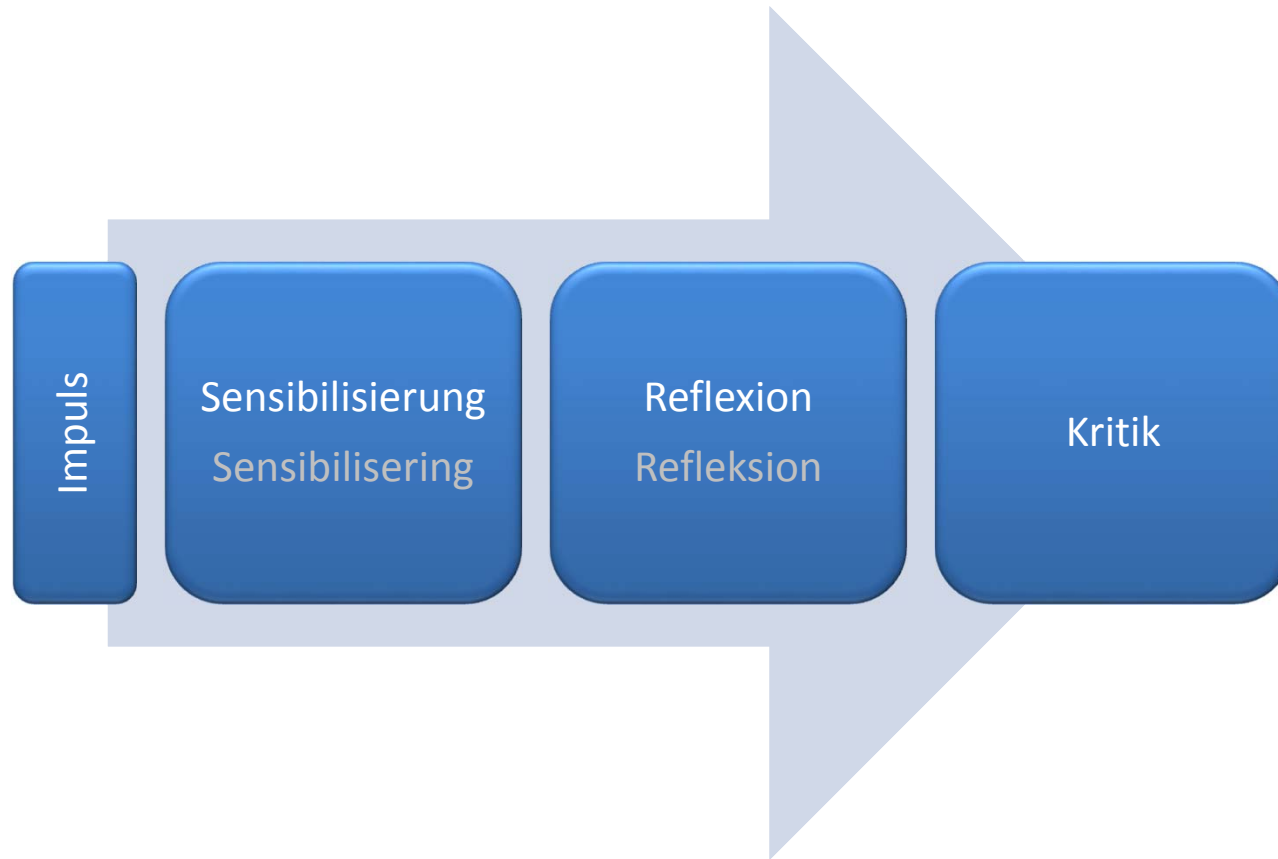 Impuls
Sensibilisierung
Sensibilisering
Reflexion
Refleksion
Kritik